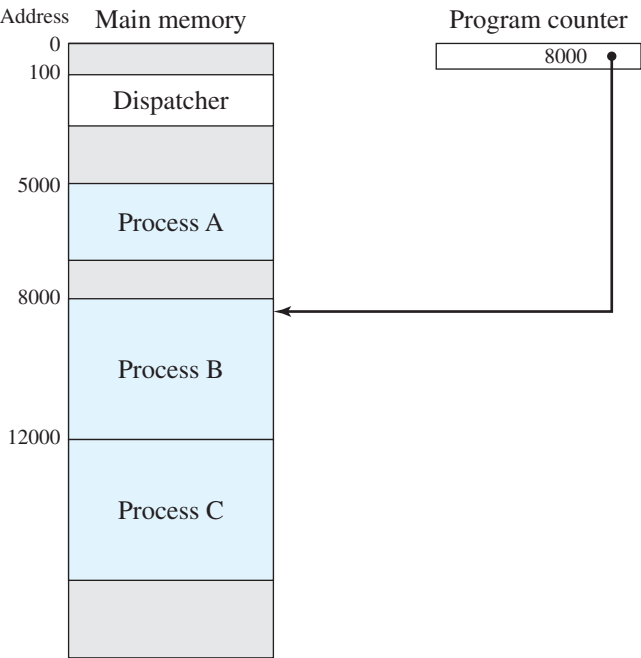 Address
Main memory
Program counter
0
8000
100
Dispatcher
5000
Process A
8000
Process B
12000
Process C